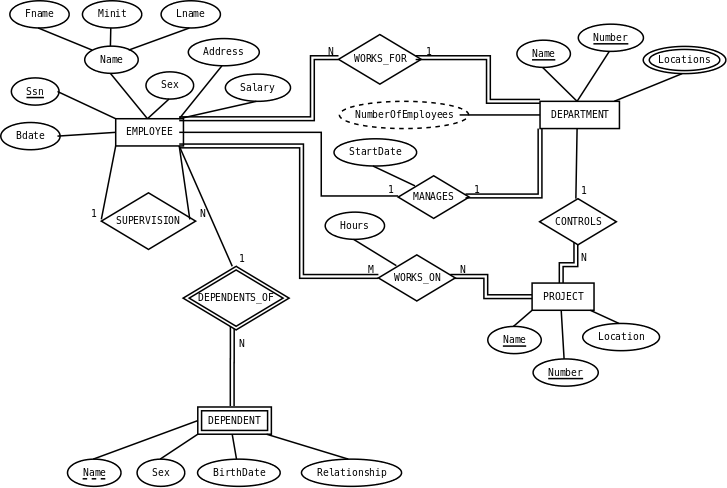 Fname
Minit
Lname
Name
Address
Ssn
Sex
Salary
Bdate
EMPLOYEE
N
WORKS_FOR
1
Name
Number
Locations
NumberOfEmployees
DEPARTMENT
StartDate
1
MANAGES
1
1
SUPERVISION
N
1
CONTROLS
N
Hours
M
WORKS_ON
N
1
DEPENDENTS_OF
N
PROJECT
Name
Location
Number
DEPENDENT
Name
Sex
BirthDate
Relationship